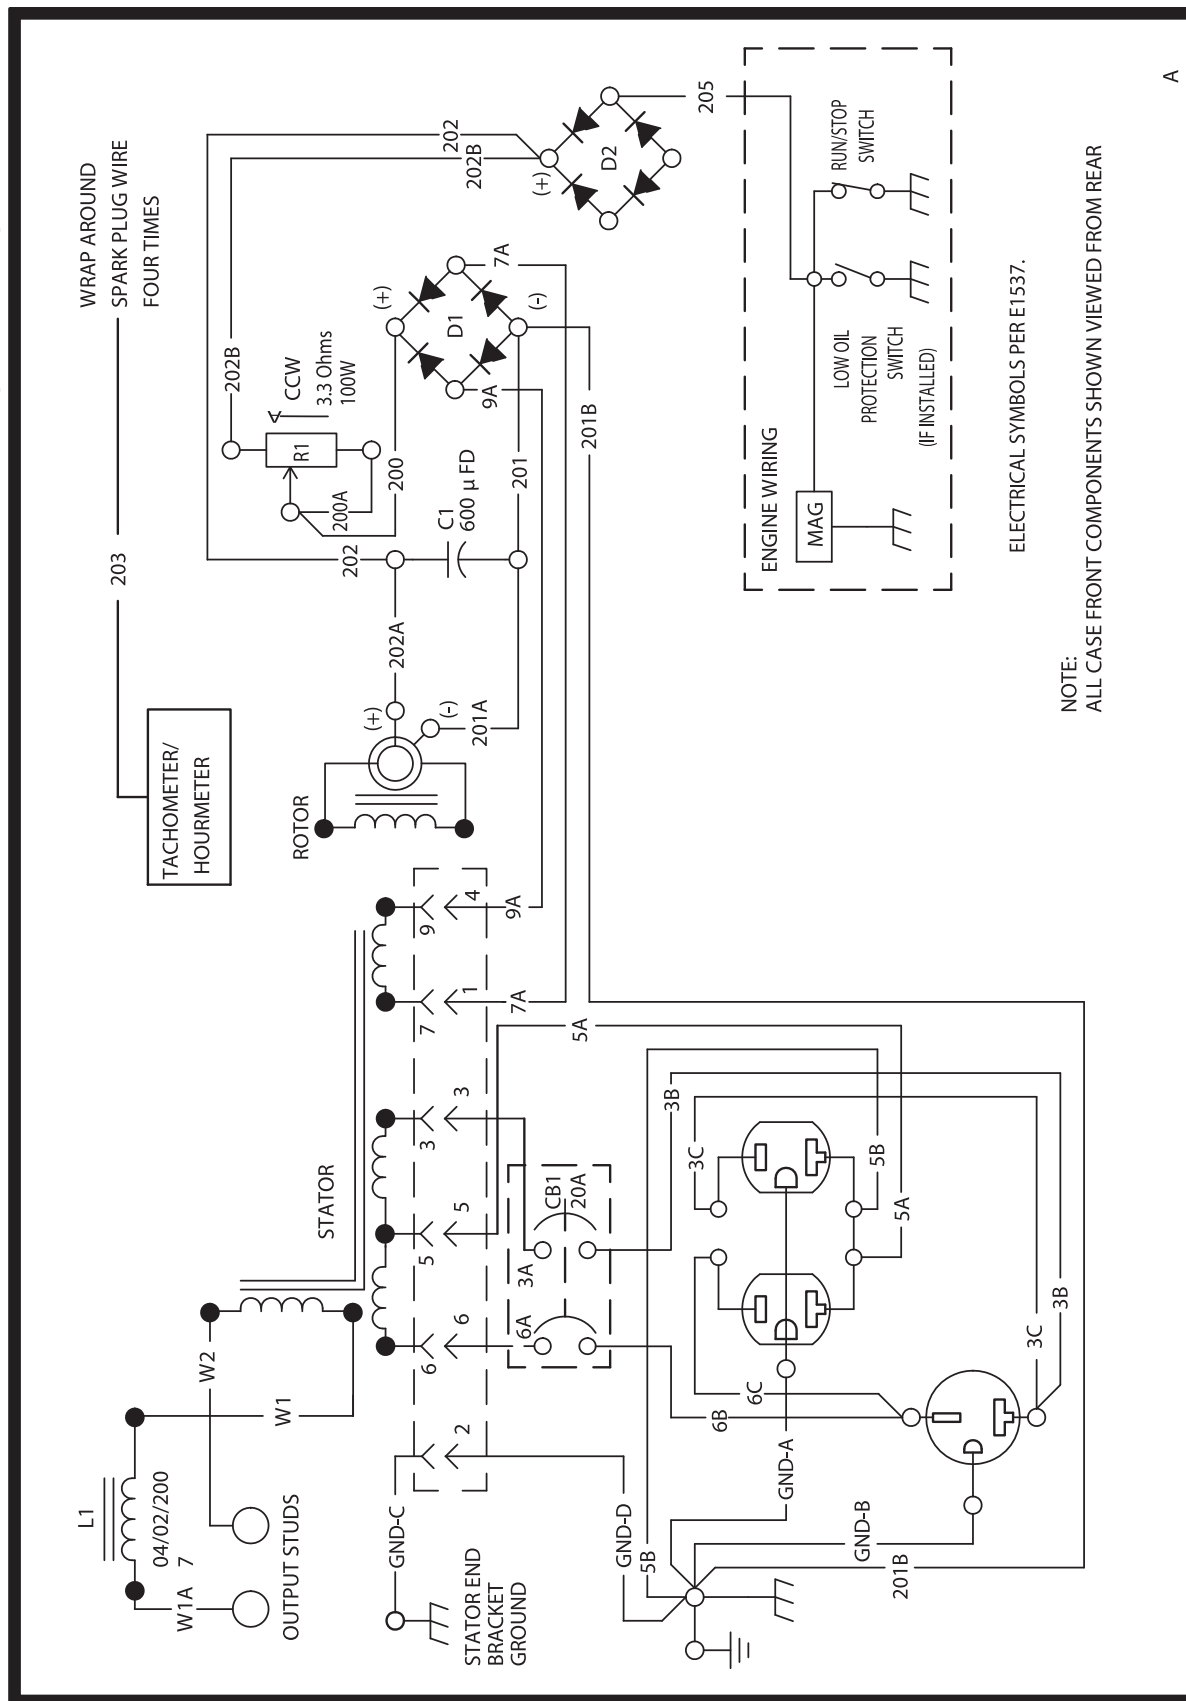 WRAP AROUND
SPARK PLUG WIRE
FOUR TIMES
203
TACHOMETER/
HOURMETER
L1
04/02/200
7
W1A
W1
W2
OUTPUT STUDS
STATOR
ROTOR
(+)
(-)
202A
201A
202
202B
CCW
3.3 Ohms
100W
R1
200A
200
C1
600 µ FD
201
(+)
D1
(-)
9A
7A
201B
202
202B
(+)
D2
205
GND-C
STATOR END
BRACKET
GROUND
2
6
6
5
5
3
3
7
1
9
4
9A
7A
5A
6A
3A
CB1
20A
3B
3C
5B
5A
3B
3C
6C
6B
GND-A
GND-B
GND-D
5B
201B
ENGINE WIRING
MAG
LOW OIL
PROTECTION
SWITCH
(IF INSTALLED)
RUN/STOP
SWITCH
ELECTRICAL SYMBOLS PER E1537.
NOTE:
ALL CASE FRONT COMPONENTS SHOWN VIEWED FROM REAR
A